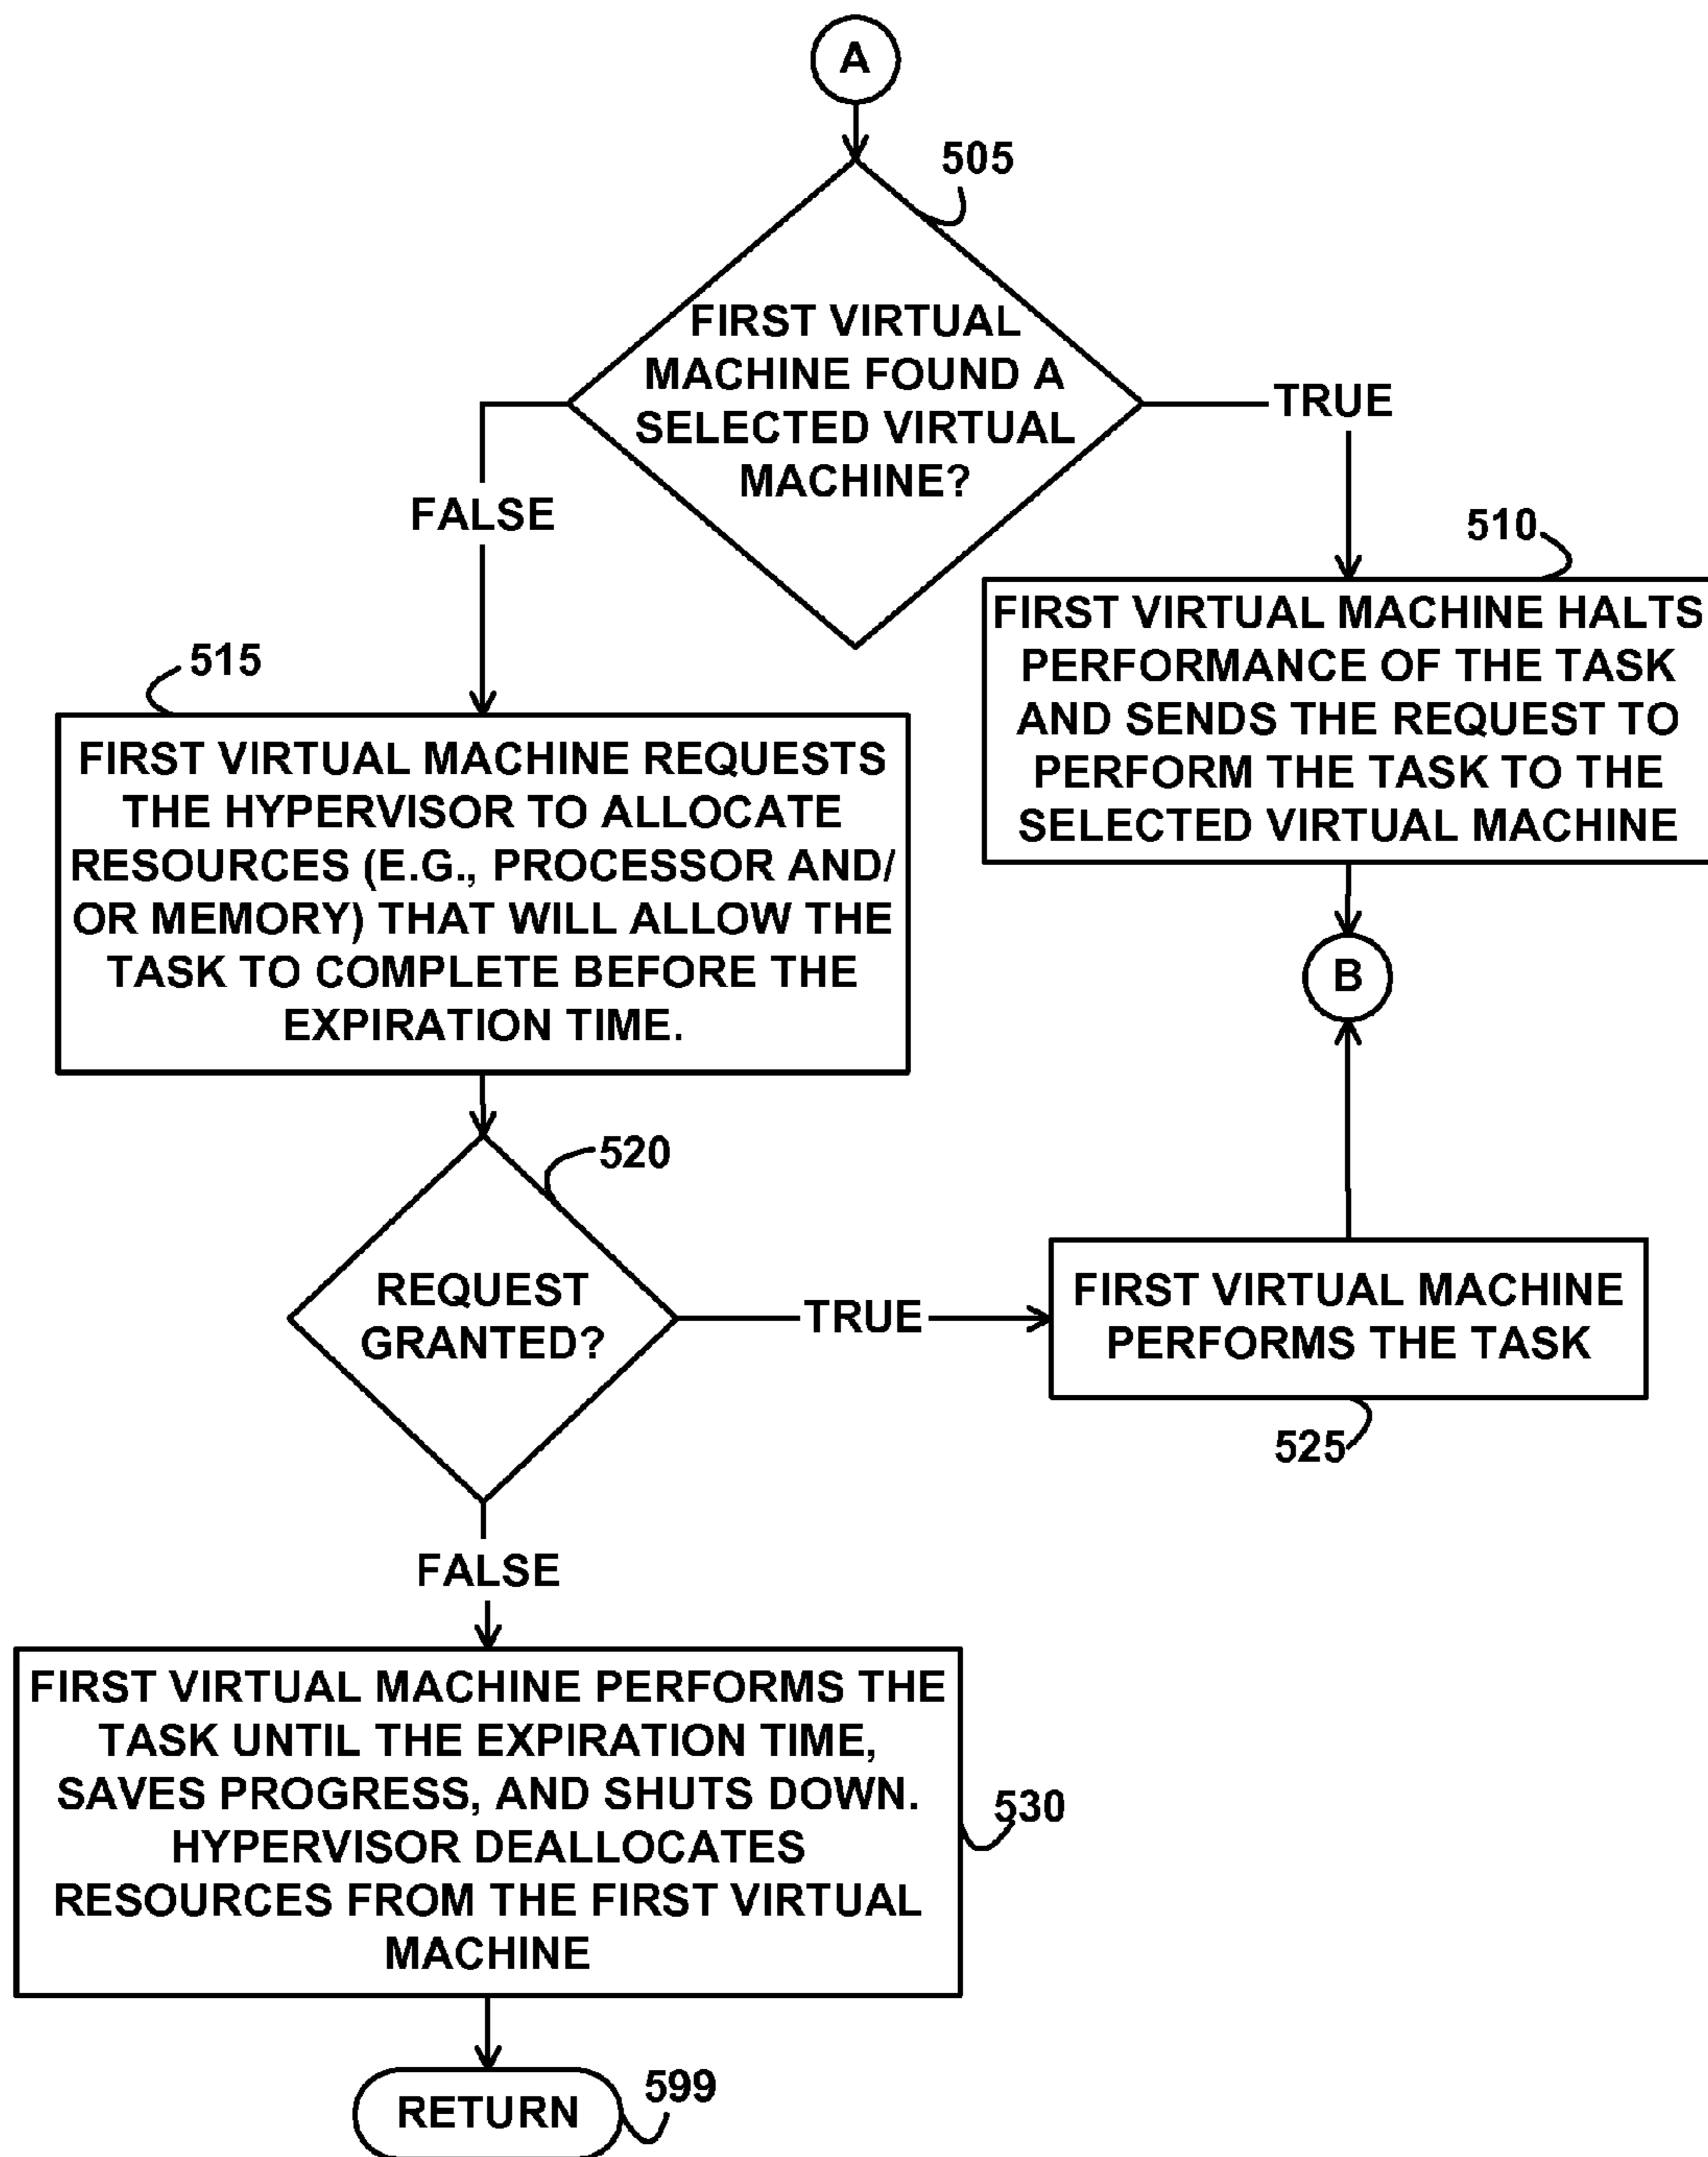 A
505
FIRST VIRTUAL
MACHINE FOUND A
SELECTED VIRTUAL
MACHINE?
TRUE
FALSE
510
FIRST VIRTUAL MACHINE HALTS
PERFORMANCE OF THE TASK
AND SENDS THE REQUEST TO
PERFORM THE TASK TO THE
SELECTED VIRTUAL MACHINE
515
FIRST VIRTUAL MACHINE REQUESTS
THE HYPERVISOR TO ALLOCATE
RESOURCES (E.G., PROCESSOR AND/
OR MEMORY) THAT WILL ALLOW THE
TASK TO COMPLETE BEFORE THE
EXPIRATION TIME.
B
520
REQUEST
GRANTED?
TRUE
FIRST VIRTUAL MACHINE
PERFORMS THE TASK
525
FALSE
FIRST VIRTUAL MACHINE PERFORMS THE
TASK UNTIL THE EXPIRATION TIME,
SAVES PROGRESS, AND SHUTS DOWN.
HYPERVISOR DEALLOCATES
RESOURCES FROM THE FIRST VIRTUAL
MACHINE
530
RETURN
599